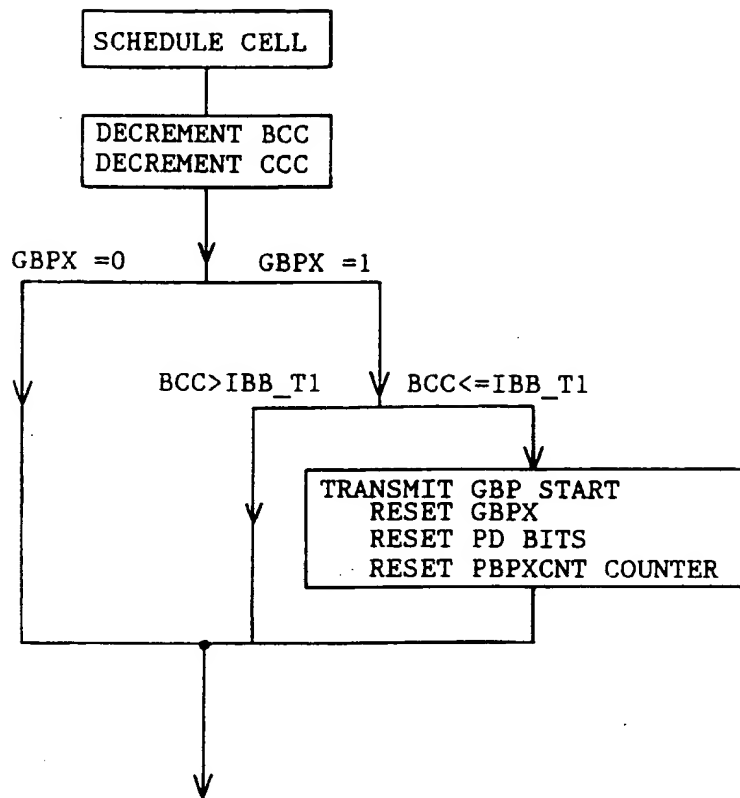 SCHEDULE CELL
DECREMENT BCC
DECREMENT CCC
GBPX =0
GBPX =1
BCC>IBB_T1
BCC<=IBB_T1
TRANSMIT GBP START
RESET GBPX
RESET PD BITS
RESET PBPXCNT COUNTER